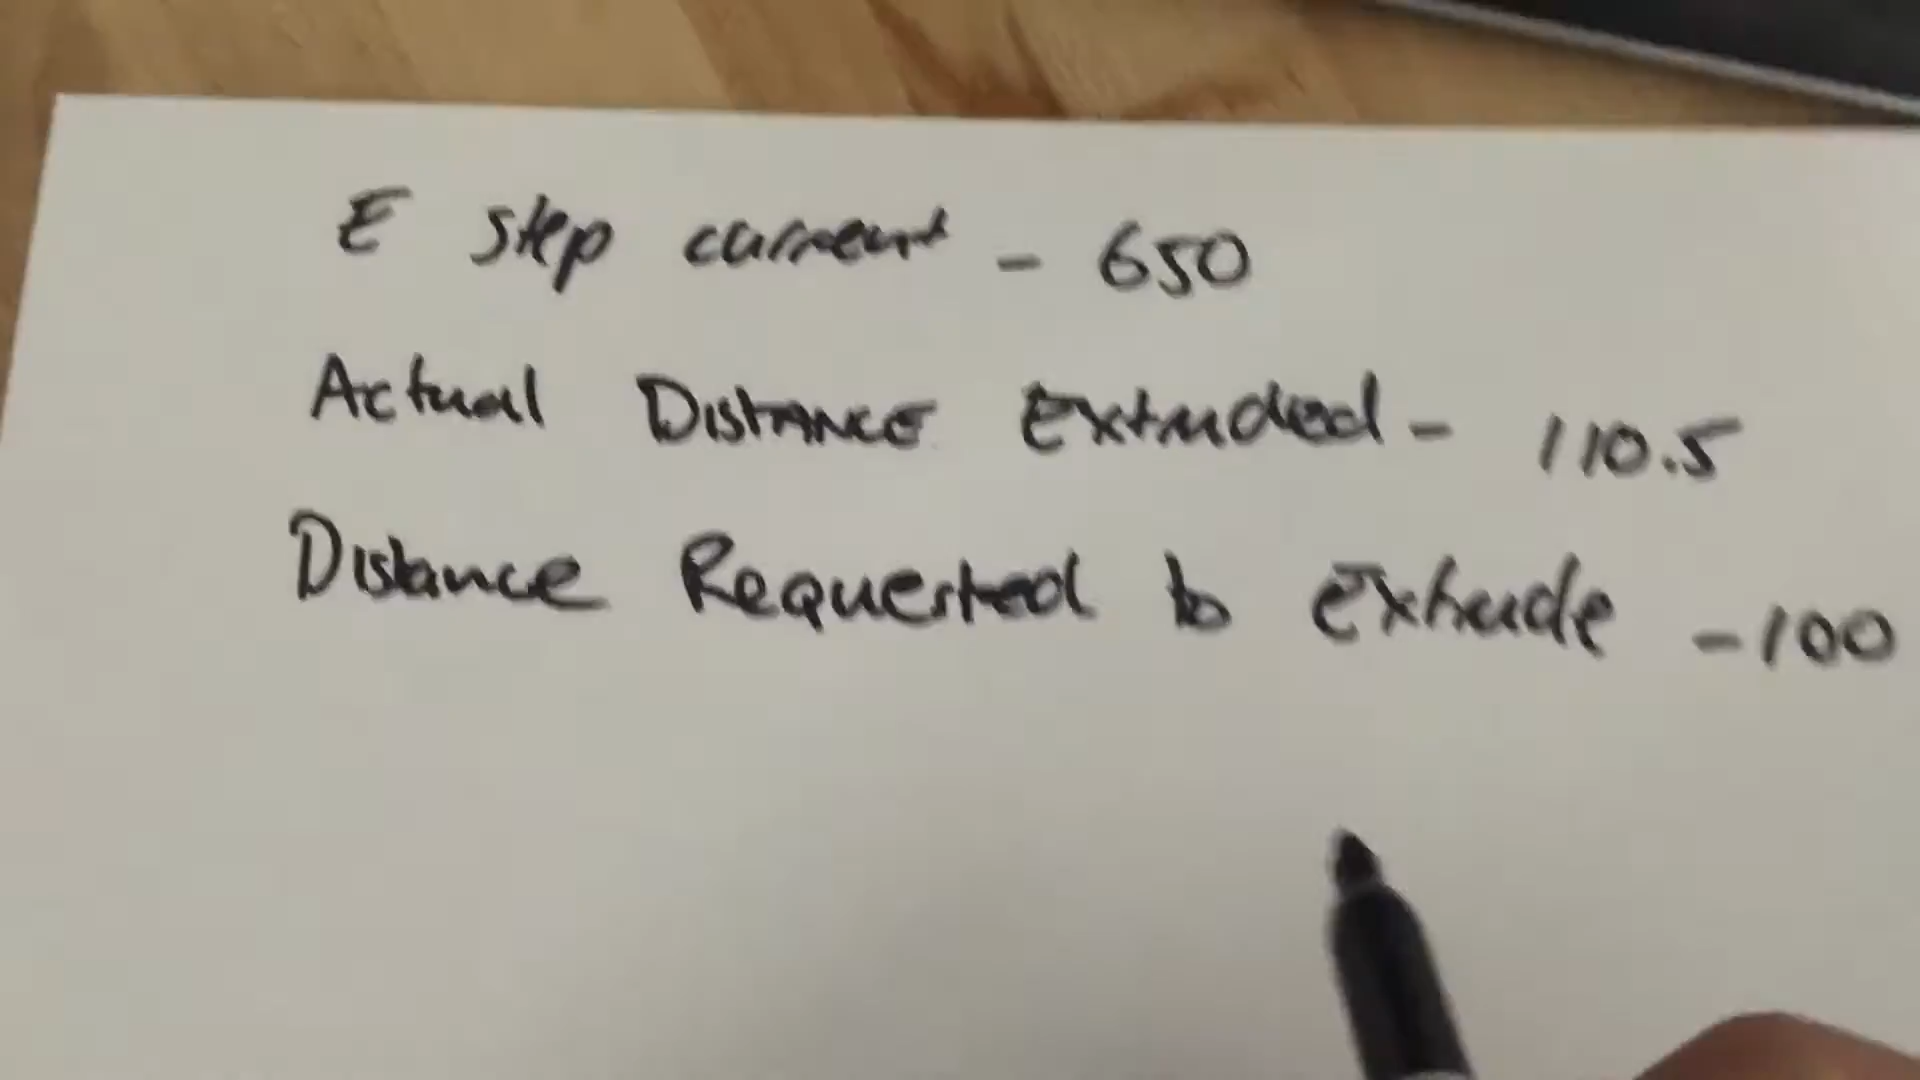 E step current - 650
Actual Distance Extruded - 110.5
Distance Requested to extrude - 100